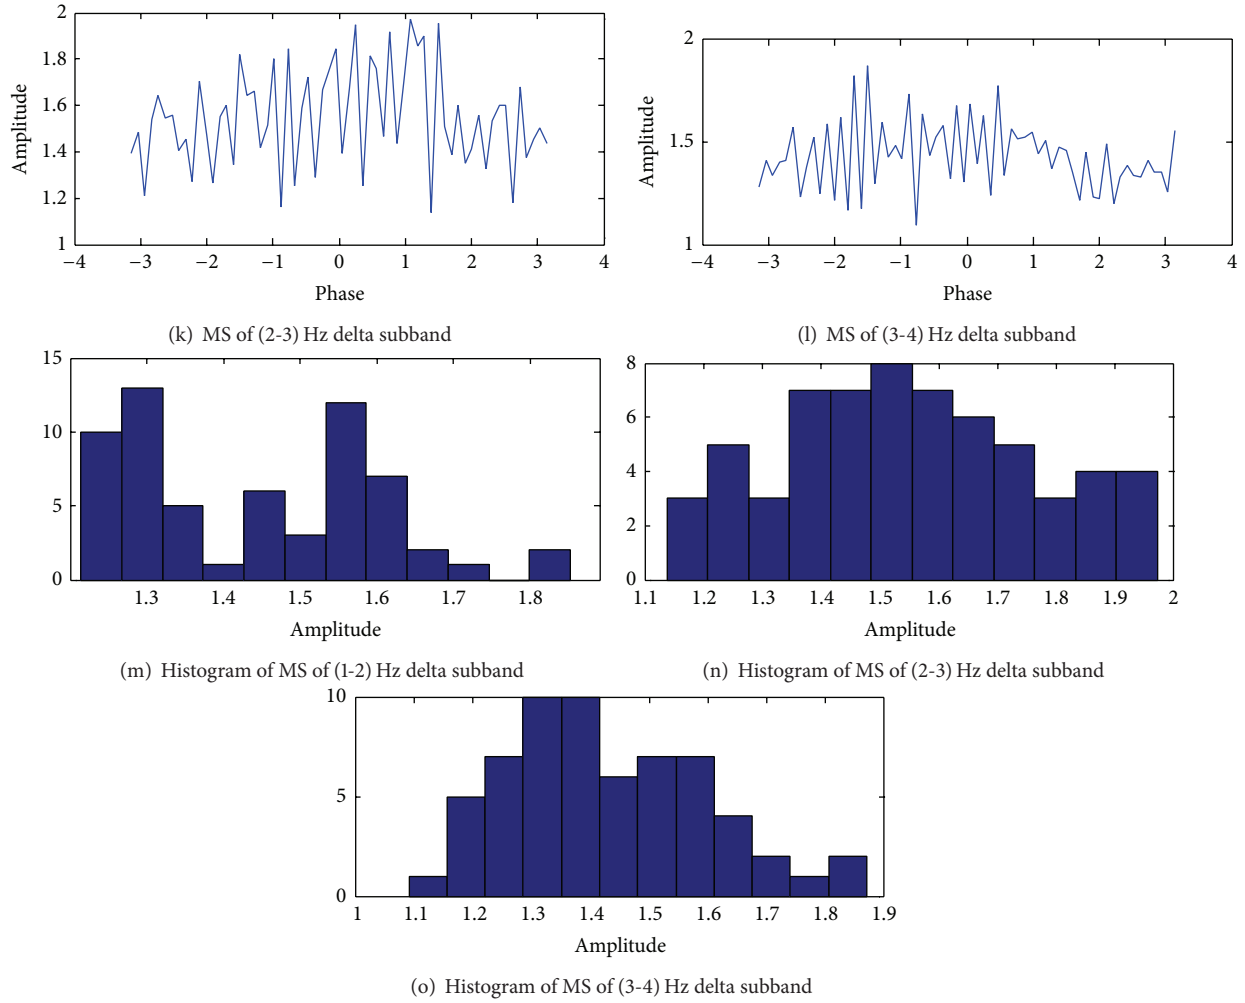 2
1.8
1.6
1.4
1.2
1
Amplitude
−4 −3 −2 −1 0 1 2 3 4
Phase
(k) MS of (2-3) Hz delta subband
2
1.5
1
Amplitude
−4 −3 −2 −1 0 1 2 3 4
Phase
(l) MS of (3-4) Hz delta subband
15
10
5
0
Amplitude
1.3 1.4 1.5 1.6 1.7 1.8
Amplitude
(m) Histogram of MS of (1-2) Hz delta subband
8
6
4
2
0
1.1 1.2 1.3 1.4 1.5 1.6 1.7 1.8 1.9 2
Amplitude
(n) Histogram of MS of (2-3) Hz delta subband
10
5
0
1 1.1 1.2 1.3 1.4 1.5 1.6 1.7 1.8 1.9
Amplitude
(o) Histogram of MS of (3-4) Hz delta subband